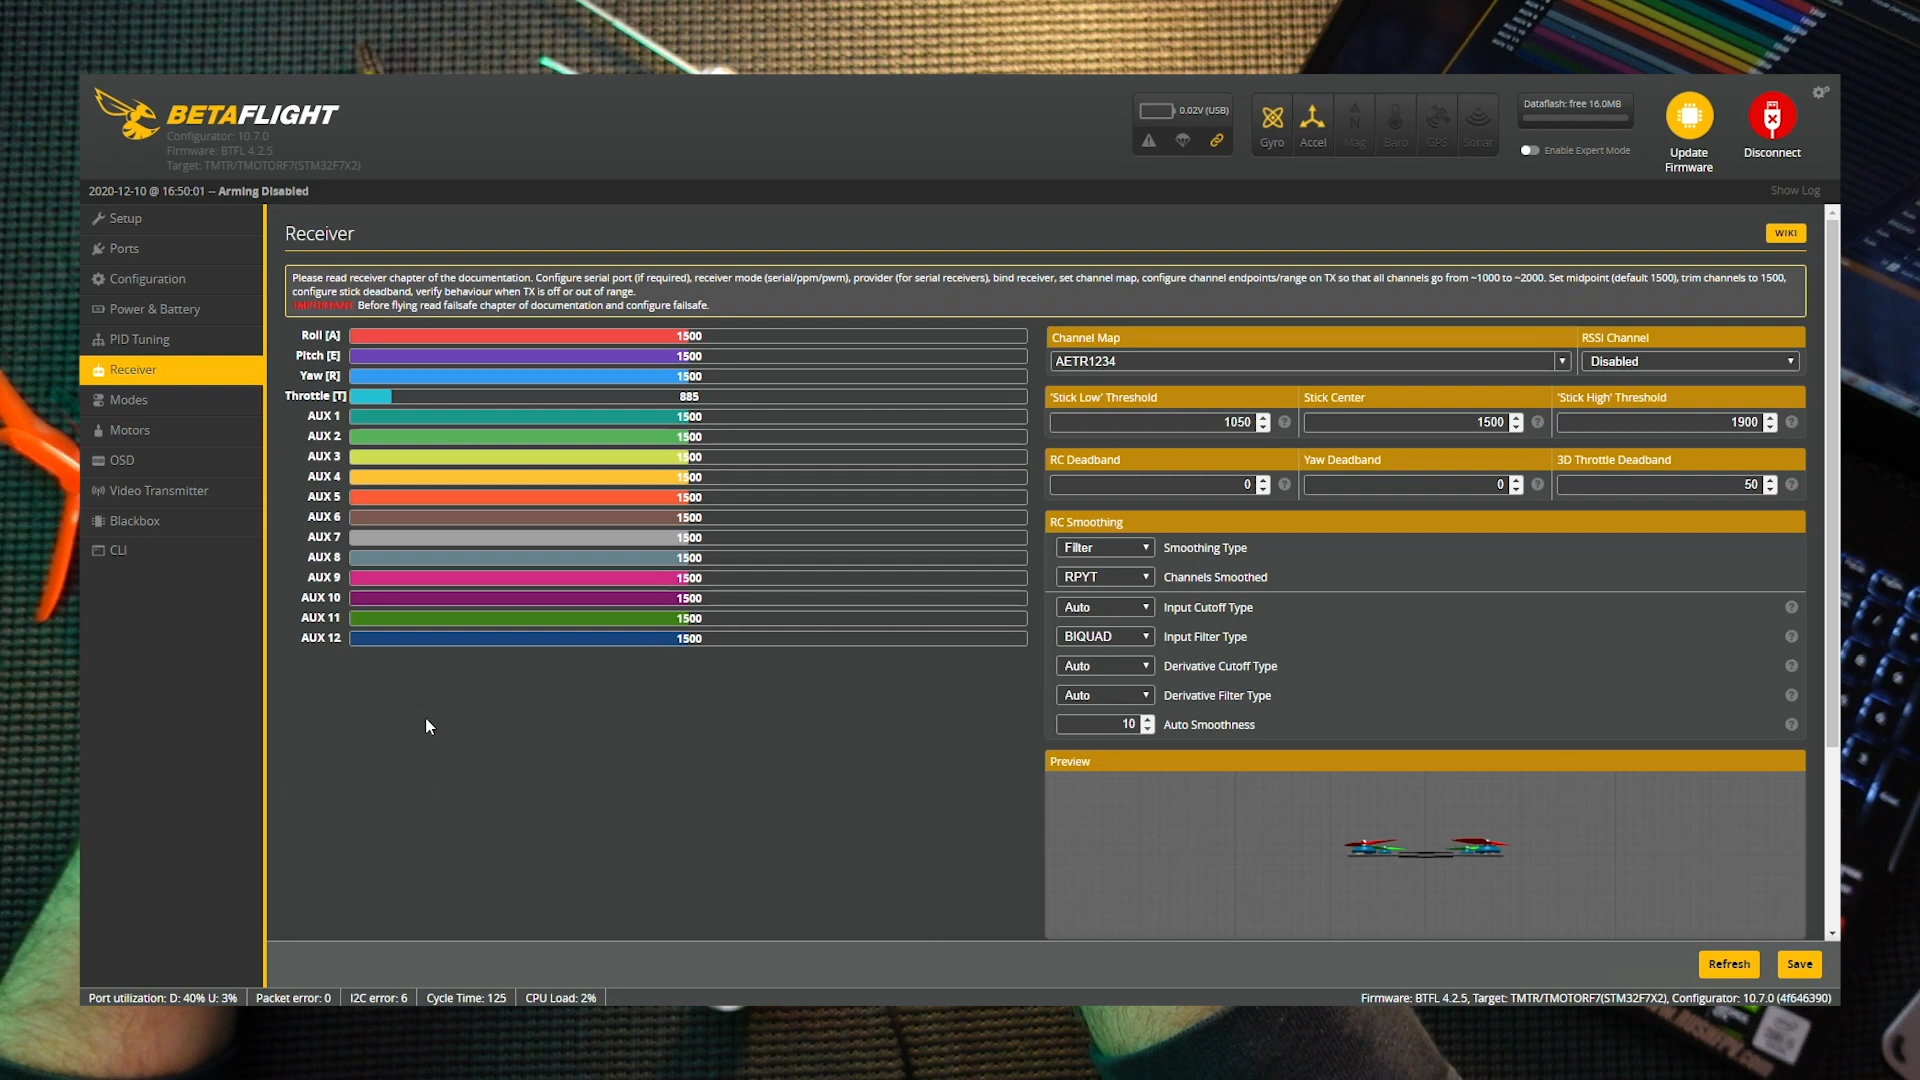 BETAFLIGHT
Configurator: 10.7.0
Firmware: BTFL 4.2.5
Target: TMTR/TMOTORF7(STM32F7X2)
0.02V (USB)
Gyro
Accel
Mag
Baro
GPS
Sonar
Dataflash: free 16.0MB
Enable Expert Mode
Update
Firmware
Disconnect
2020-12-10 @ 16:50:01 -- Arming Disabled
Show Log
Setup
Ports
Configuration
Power & Battery
PID Tuning
Receiver
Modes
Motors
OSD
Video Transmitter
Blackbox
CLI
Receiver
WIKI
Please read receiver chapter of the documentation. Configure serial port (if required), receiver mode (serial/ppm/pwm), provider (for serial receivers), bind receiver, set channel map, configure channel endpoints/range on TX so that all channels go from ~1000 to ~2000. Set midpoint (default 1500), trim channels to 1500,
configure stick deadband, verify behaviour when TX is off or out of range.
IMPORTANT: Before flying read failsafe chapter of documentation and configure failsafe.
Roll [A] 1500
Pitch [E] 1500
Yaw [R] 1500
Throttle [T] 885
AUX 1 1500
AUX 2 1500
AUX 3 1500
AUX 4 1500
AUX 5 1500
AUX 6 1500
AUX 7 1500
AUX 8 1500
AUX 9 1500
AUX 10 1500
AUX 11 1500
AUX 12 1500
Channel Map
RSSI Channel
AETR1234
Disabled
'Stick Low' Threshold
Stick Center
'Stick High' Threshold
1050
1500
1900
RC Deadband
Yaw Deadband
3D Throttle Deadband
0
0
50
RC Smoothing
Filter Smoothing Type
RPYT Channels Smoothed
Auto Input Cutoff Type
BIQUAD Input Filter Type
Auto Derivative Cutoff Type
Auto Derivative Filter Type
10 Auto Smoothness
Preview
Refresh
Save
Port utilization: D: 40% U: 3%
Packet error: 0
I2C error: 6
Cycle Time: 125
CPU Load: 2%
Firmware: BTFL 4.2.5, Target: TMTR/TMOTORF7(STM32F7X2), Configurator: 10.7.0 (4f646390)